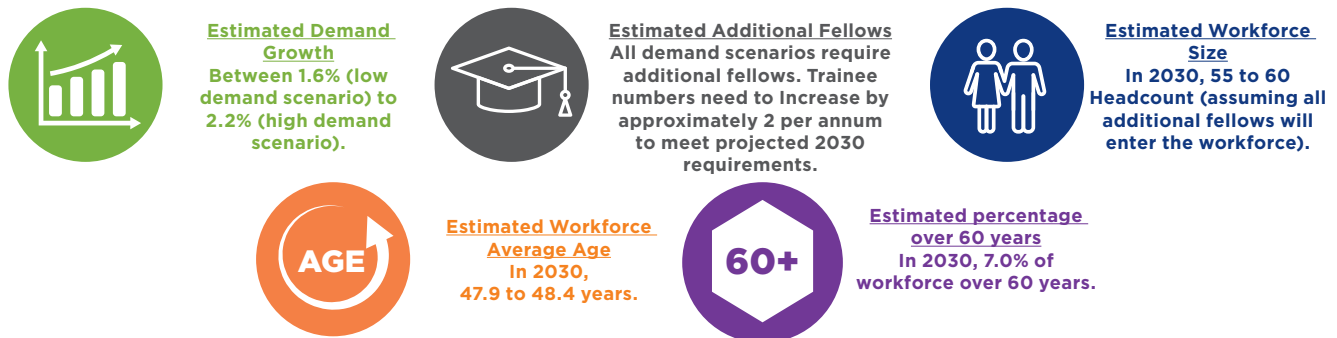 Estimated Demand
Growth
Between 1.6% (low
demand scenario) to
2.2% (high demand
scenario).
Estimated Additional Fellows
All demand scenarios require
additional fellows. Trainee
numbers need to Increase by
approximately 2 per annum
to meet projected 2030
requirements.
Estimated Workforce
Size
In 2030, 55 to 60
Headcount (assuming all
additional fellows will
enter the workforce).
AGE
Estimated Workforce
Average Age
In 2030,
47.9 to 48.4 years.
60+
Estimated percentage
over 60 years
In 2030, 7.0% of
workforce over 60 years.